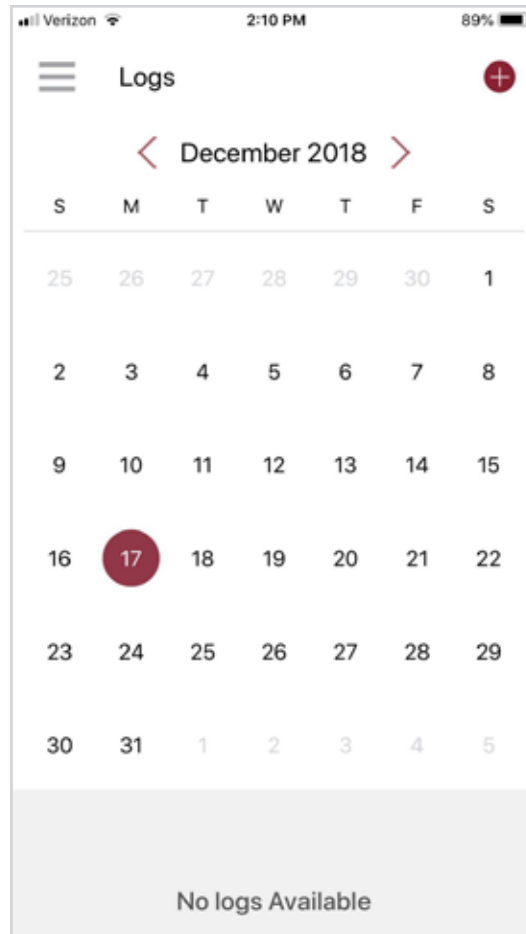 Verizon 2:10 PM 89%
Logs
December 2018
S M T W T F S
25 26 27 28 29 30 1
2 3 4 5 6 7 8
9 10 11 12 13 14 15
16 17 18 19 20 21 22
23 24 25 26 27 28 29
30 31 1 2 3 4 5
No logs Available